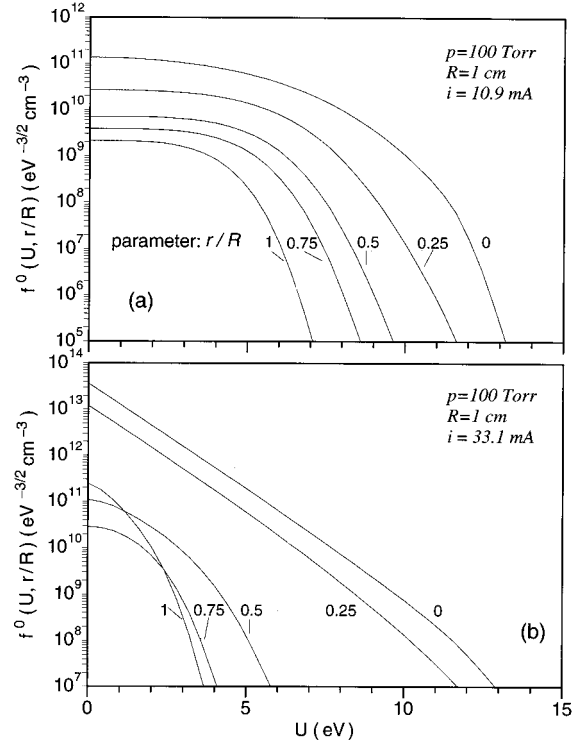 10^12
10^11
10^10
10^9
10^8
10^7
10^6
10^5
f^0 (U, r/R) (eV^-3/2 cm^-3)
p=100 Torr
R=1 cm
i = 10.9 mA
parameter: r/R
1
0.75
0.5
0.25
0
(a)
0
5
10
15
10^14
10^13
10^12
10^11
10^10
10^9
10^8
10^7
f^0 (U, r/R) (eV^-3/2 cm^-3)
p=100 Torr
R=1 cm
i = 33.1 mA
1
0.75
0.5
0.25
0
(b)
0
5
10
15
U (eV)